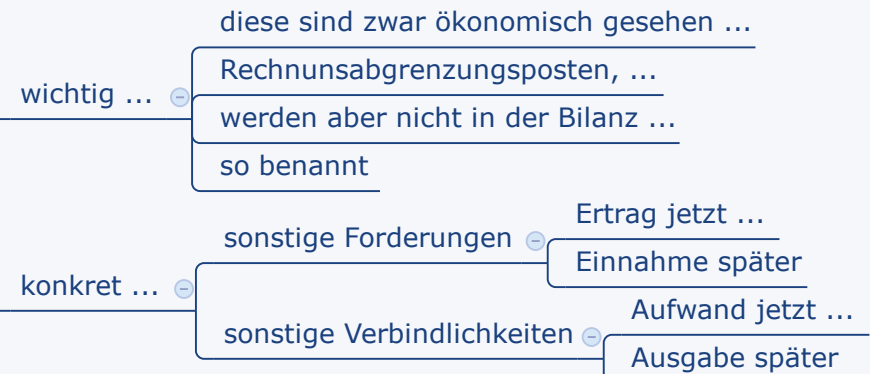 diese sind zwar ökonomisch gesehen ...
Rechnunsabgrenzungsposten, ...
wichtig ...
werden aber nicht in der Bilanz ...
so benannt
Ertrag jetzt ...
sonstige Forderungen
Einnahme später
konkret ...
Aufwand jetzt ...
sonstige Verbindlichkeiten
Ausgabe später